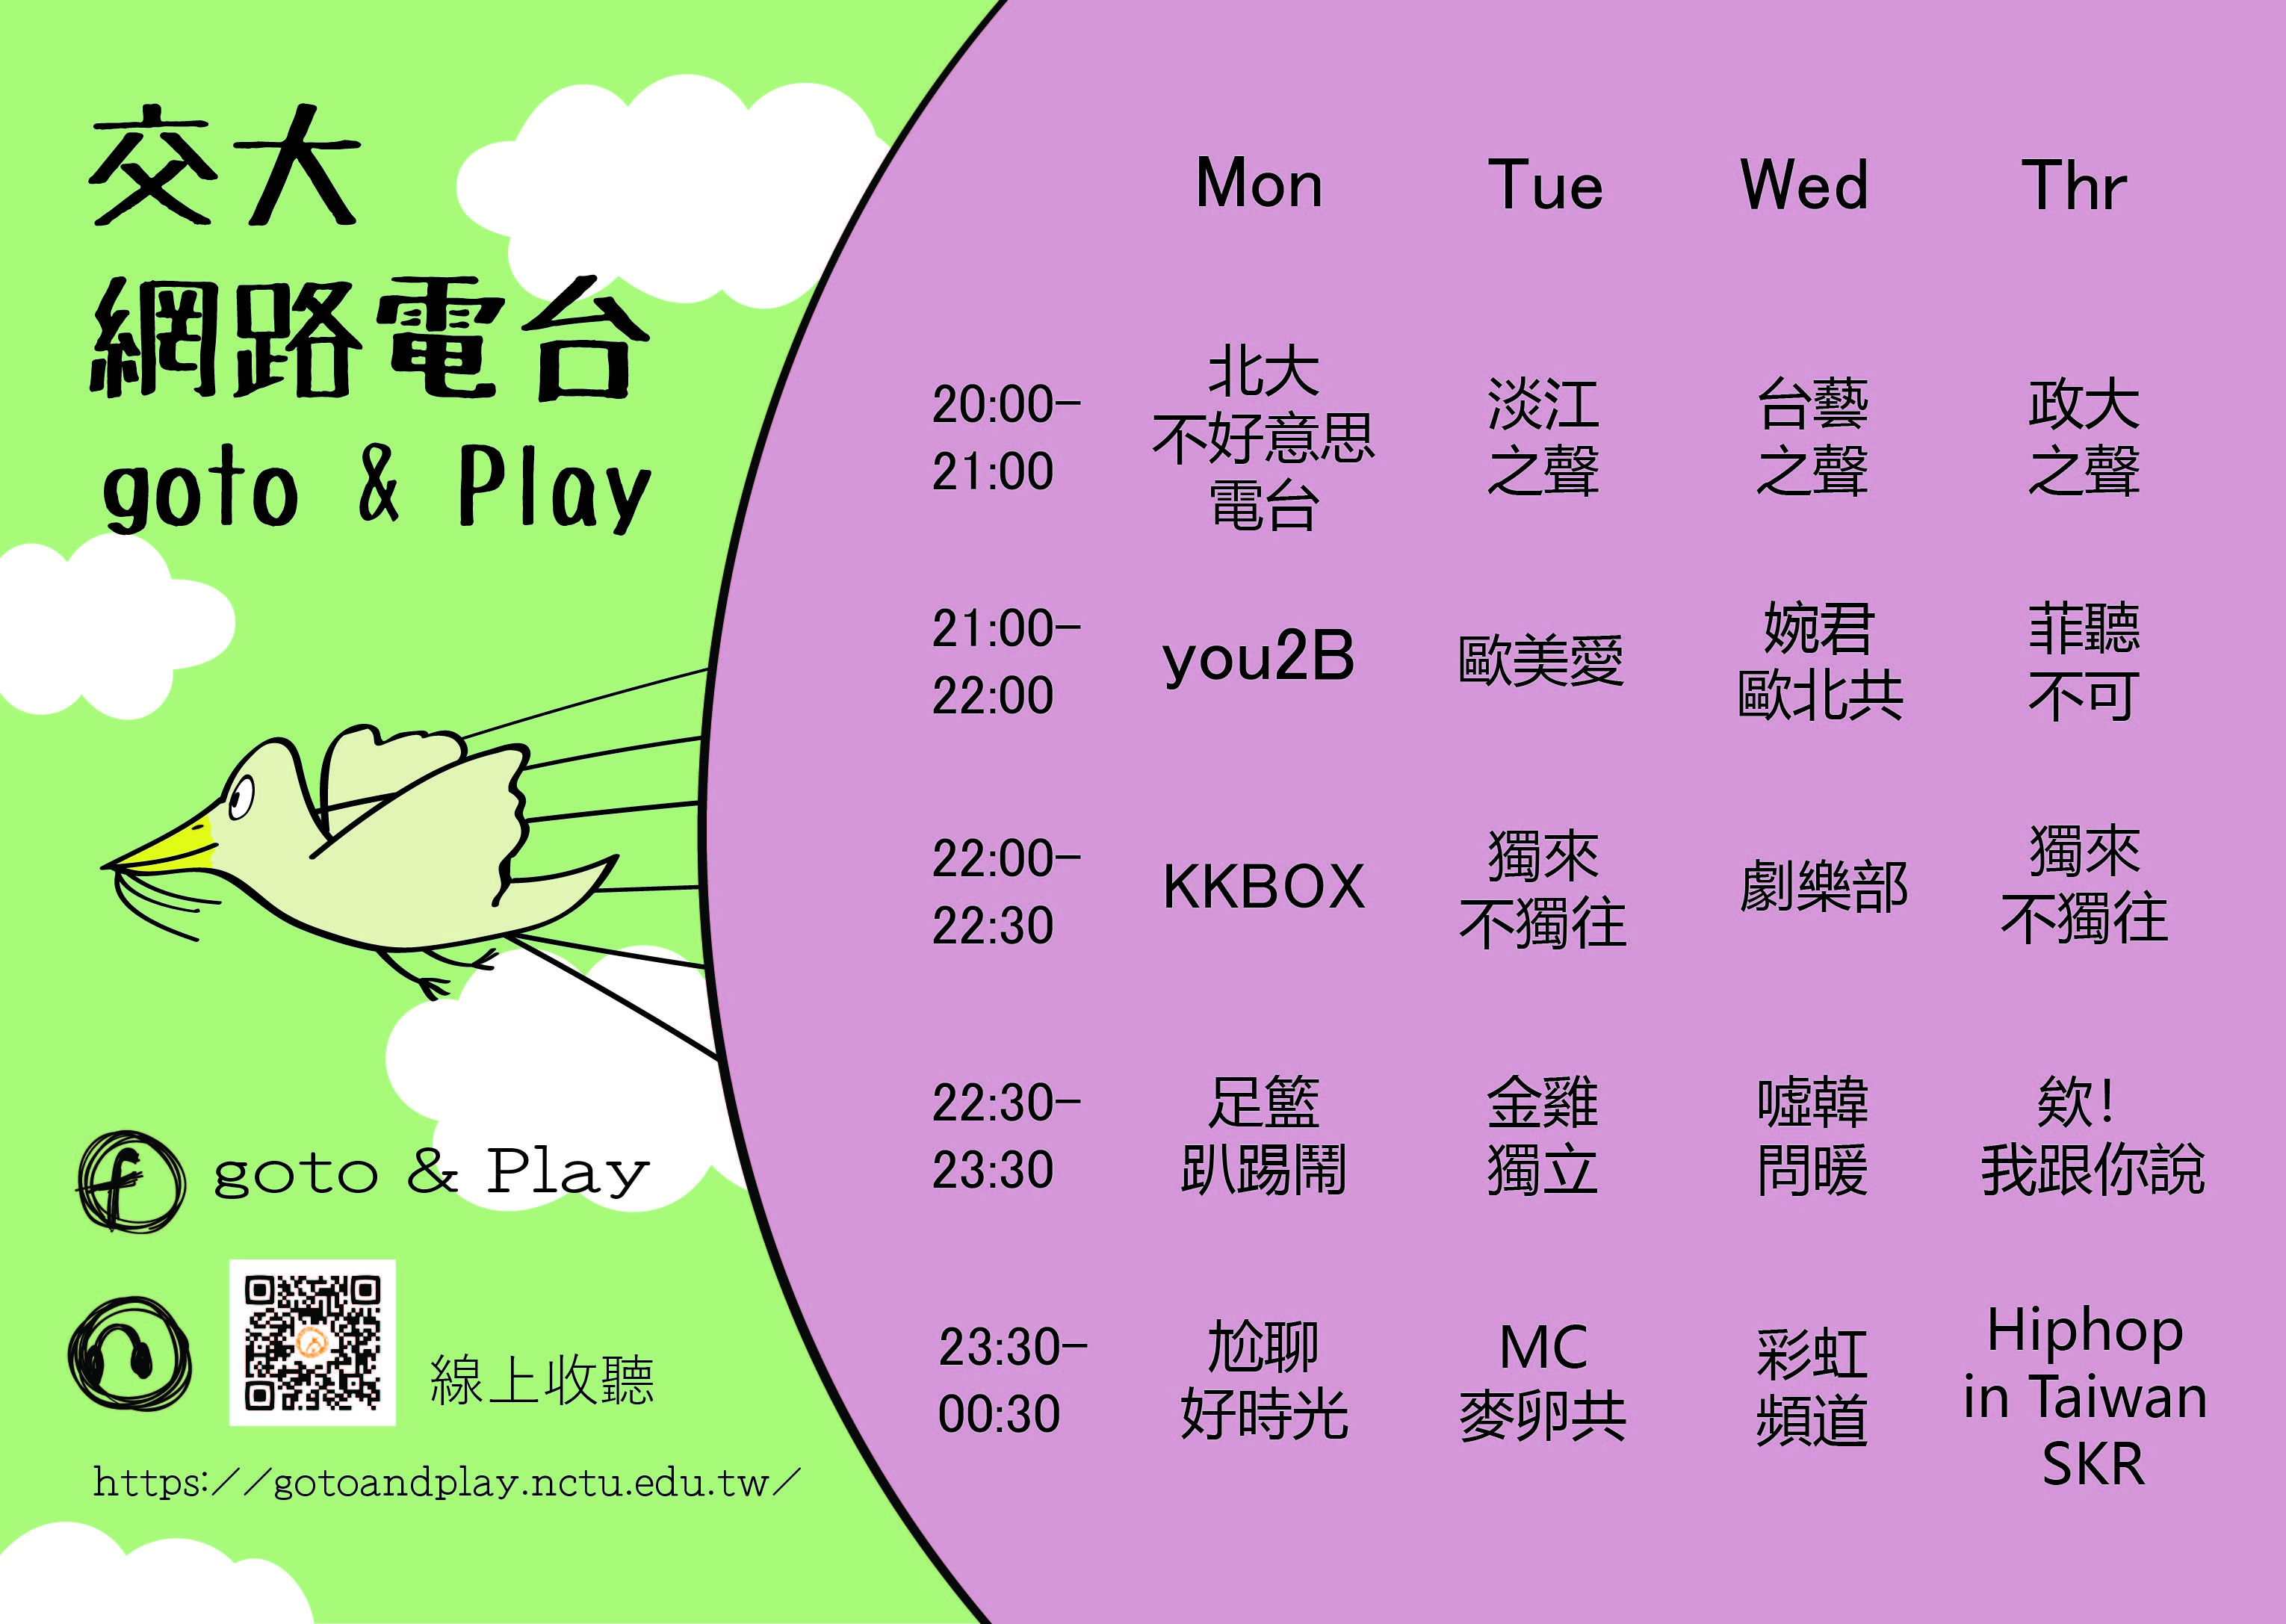 交大
網路電台
goto & Play
goto & Play
線上收聽
https://gotoandplay.nctu.edu.tw/
Mon Tue Wed Thr
20:00-
21:00
北大
不好意思
電台
淡江
之聲
台藝
之聲
政大
之聲
21:00-
22:00
you2B
歐美愛
婉君
歐北共
菲聽
不可
22:00-
22:30
KKBOX
獨來
不獨往
劇樂部
獨來
不獨往
22:30-
23:30
足籃
趴踢鬧
金雞
獨立
噓韓
問暖
欸!
我跟你說
23:30-
00:30
尬聊
好時光
MC
麥卵共
彩虹
頻道
Hiphop
in Taiwan
SKR